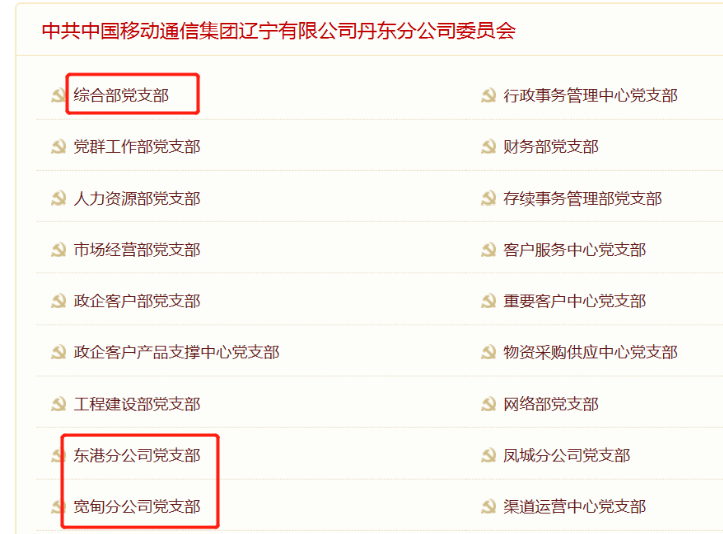 中共中国移动通信集团辽宁有限公司丹东分公司委员会
综合部党支部
行政事务管理中心党支部
党群工作部党支部
财务部党支部
人力资源部党支部
存续事务管理部党支部
市场经营部党支部
客户服务中心党支部
政企客户部党支部
重要客户中心党支部
政企客户产品支撑中心党支部
物资采购供应中心党支部
工程建设部党支部
网络部党支部
东港分公司党支部
凤城分公司党支部
宽甸分公司党支部
渠道运营中心党支部